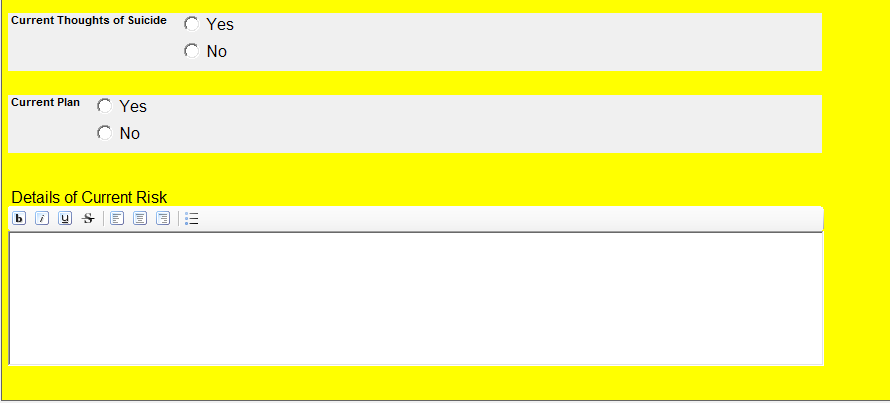 Current Thoughts of Suicide
Yes
No
Current Plan
Yes
No
Details of Current Risk
b i U S